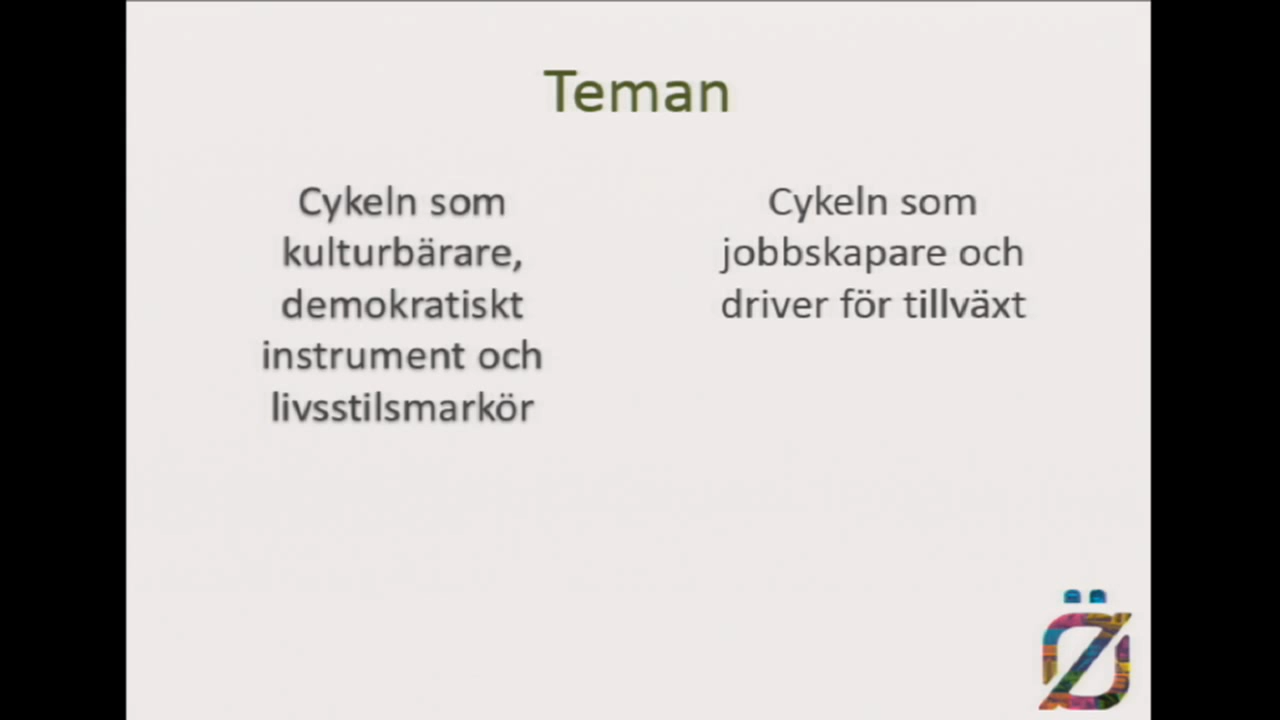 Teman
Cykeln som
kulturbärare,
demokratiskt
instrument och
livsstilsmarkör
Cykeln som
jobbskapare och
driver för tillväxt